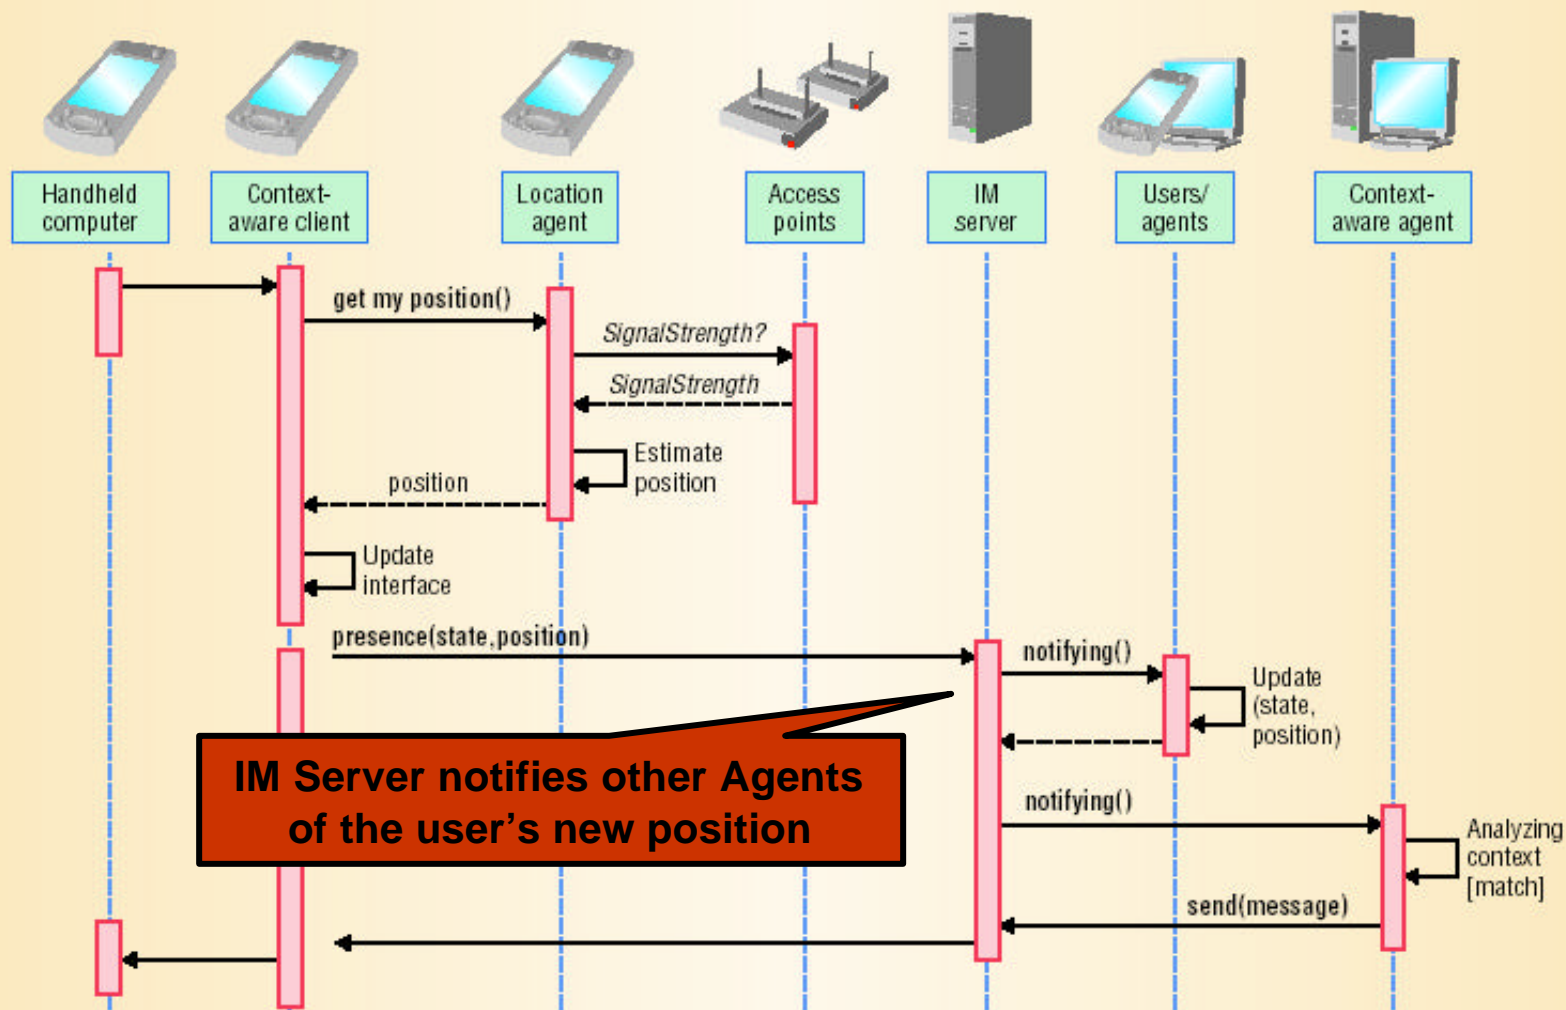 Handheld
computer
Context-
aware client
Location
agent
Access
points
IM
server
Users/
agents
Context-
aware agent
get my position()
SignalStrength?
SignalStrength
Estimate
position
position
Update
interface
presence(state,position)
notifying()
Update
(state,
position)
IM Server notifies other Agents
of the user’s new position
notifying()
Analyzing
context
[match]
send(message)